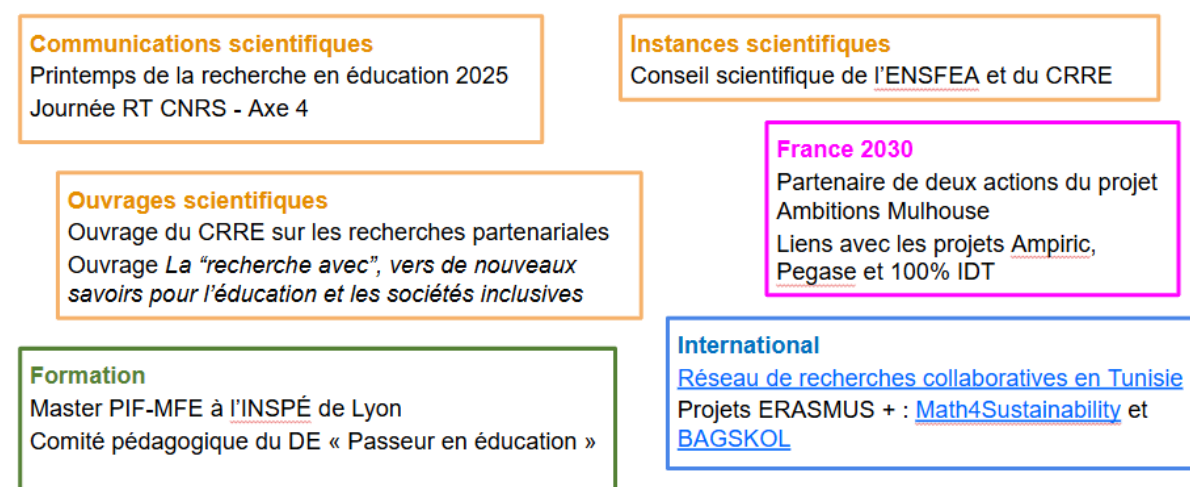 Communications scientifiques
Printemps de la recherche en éducation 2025
Journée RT CNRS - Axe 4
Instances scientifiques
Conseil scientifique de l’ENSFEA et du CRRE
France 2030
Partenaire de deux actions du projet
Ambitions Mulhouse
Liens avec les projets Ampiric,
Pegase et 100% IDT
Ouvrages scientifiques
Ouvrage du CRRE sur les recherches partenariales
Ouvrage La “recherche avec”, vers de nouveaux
savoirs pour l’éducation et les sociétés inclusives
International
Réseau de recherches collaboratives en Tunisie
Projets ERASMUS + : Math4Sustainability et
BAGSKOL
Formation
Master PIF-MFE à l’INSPÉ de Lyon
Comité pédagogique du DE « Passeur en éducation »